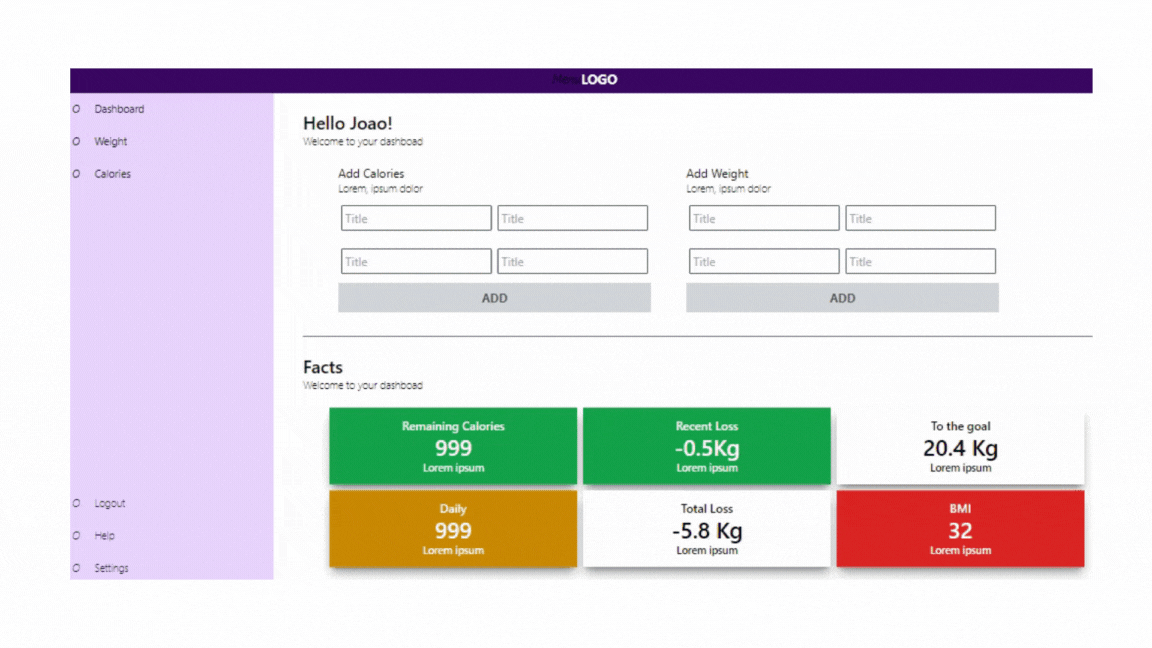 LOGO
O Dashboard
O Weight
O Calories
Hello Joao!
Welcome to your dashboad
Add Calories
Lorem, ipsum dolor
Title Title
Title Title
ADD
Add Weight
Lorem, ipsum dolor
Title Title
Title Title
ADD
Facts
Welcome to your dashboad
Remaining Calories
999
Lorem ipsum
Recent Loss
-0.5Kg
Lorem ipsum
To the goal
20.4 Kg
Lorem ipsum
Daily
999
Lorem ipsum
Total Loss
-5.8 Kg
Lorem ipsum
BMI
32
Lorem ipsum
O Logout
O Help
O Settings